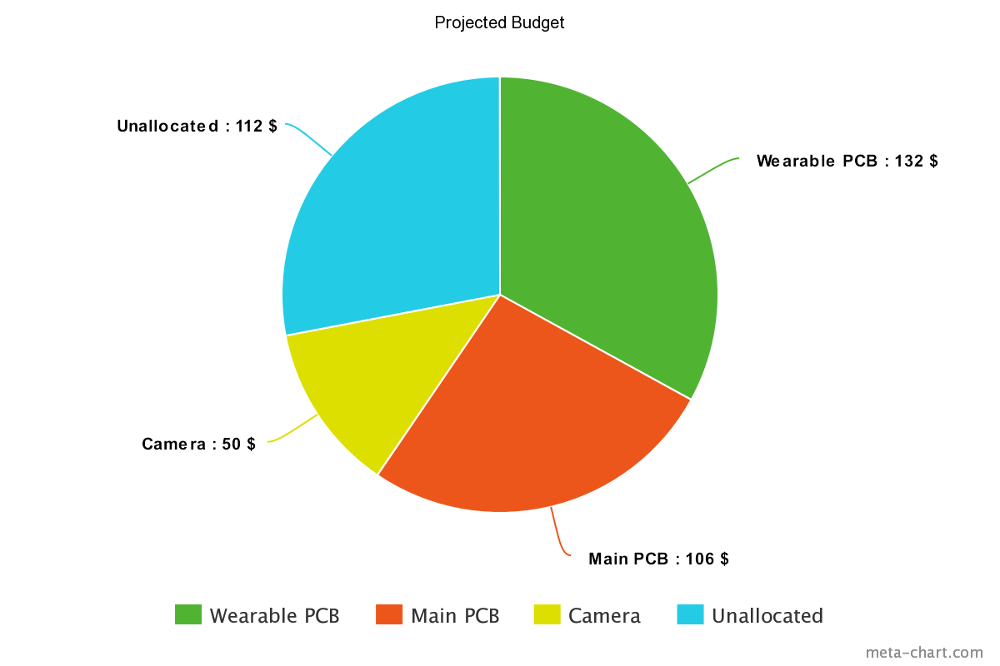 Projected Budget
Unallocated : 112 $
Wearable PCB : 132 $
Camera : 50 $
Main PCB : 106 $
Wearable PCB Main PCB Camera Unallocated
meta-chart.com